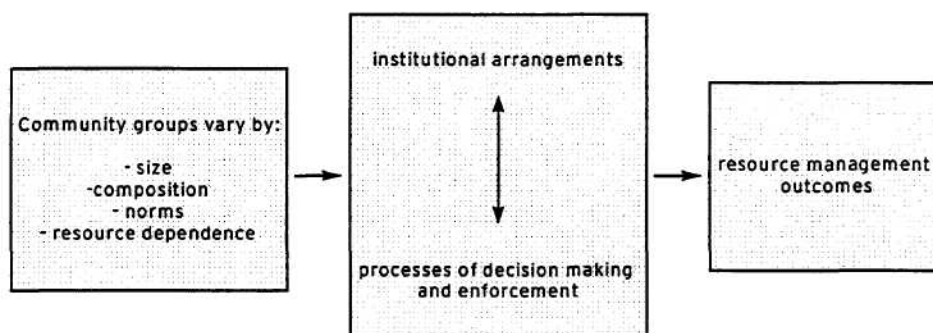 Community groups vary by:
- size
-composition
- norms
- resource dependence
institutional arrangements
processes of decision making
and enforcement
resource management
outcomes